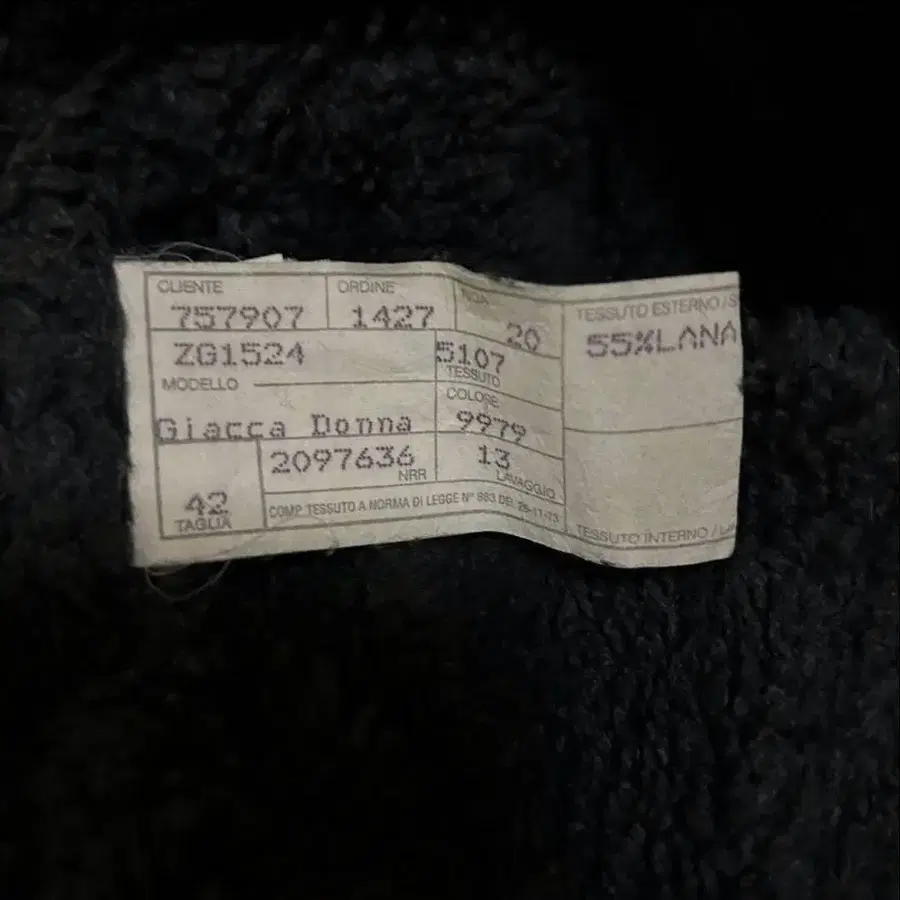 CLIENTE
757907
ORDINE
1427
20
TESSUTO ESTERNO/S
55%LANA
ZG1524
MODELLO
5107
TESSUTO
Giacca Donna
COLORE
9979
2097636
NRR
13
LAVAGGIO
42
TAGLIA
COMP TESSUTO A NORMA DI LEGGE N° 883 DEL 26-11-73
TESSUTO INTERNO /